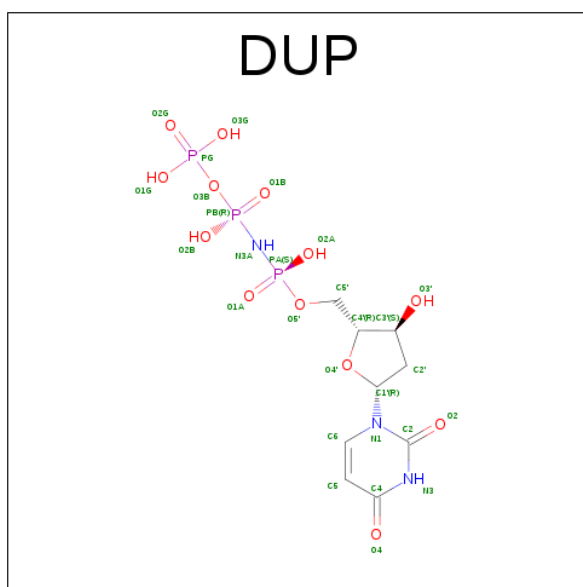 DUP
O2G O3G
O OH
P PG
HO O O1B
O1G O3B O
PB(R) P
HO O2A
O2B NH OH
N3A PA(S)
O P C5' O3'
O1A O OH
O5' C4'(R) C3'(S)
O
O4' C2'
C1'(R)
N O2
C6 N1 C2 O
C5 C4 NH N3
O
O4